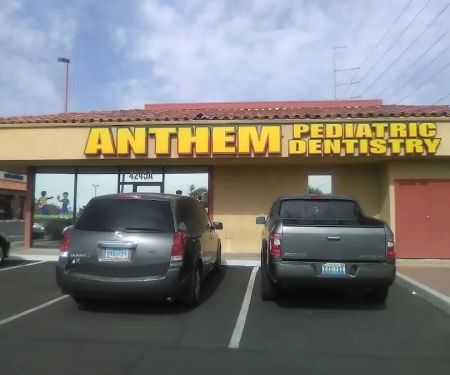 ANTHEM
PEDIATRIC
DENTISTRY
4245A